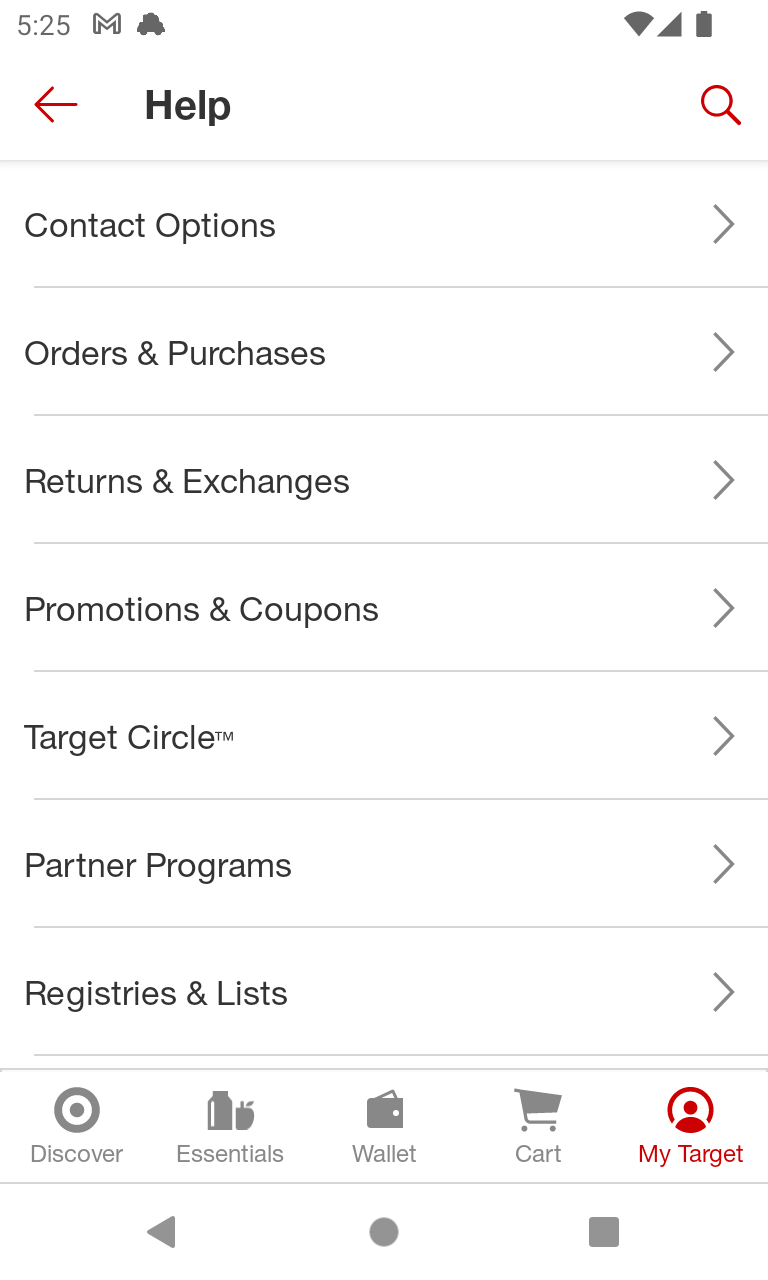 5:25
Help
Contact Options
Orders & Purchases
Returns & Exchanges
Promotions & Coupons
Target Circle™
Partner Programs
Registries & Lists
Discover
Essentials
Wallet
Cart
My Target